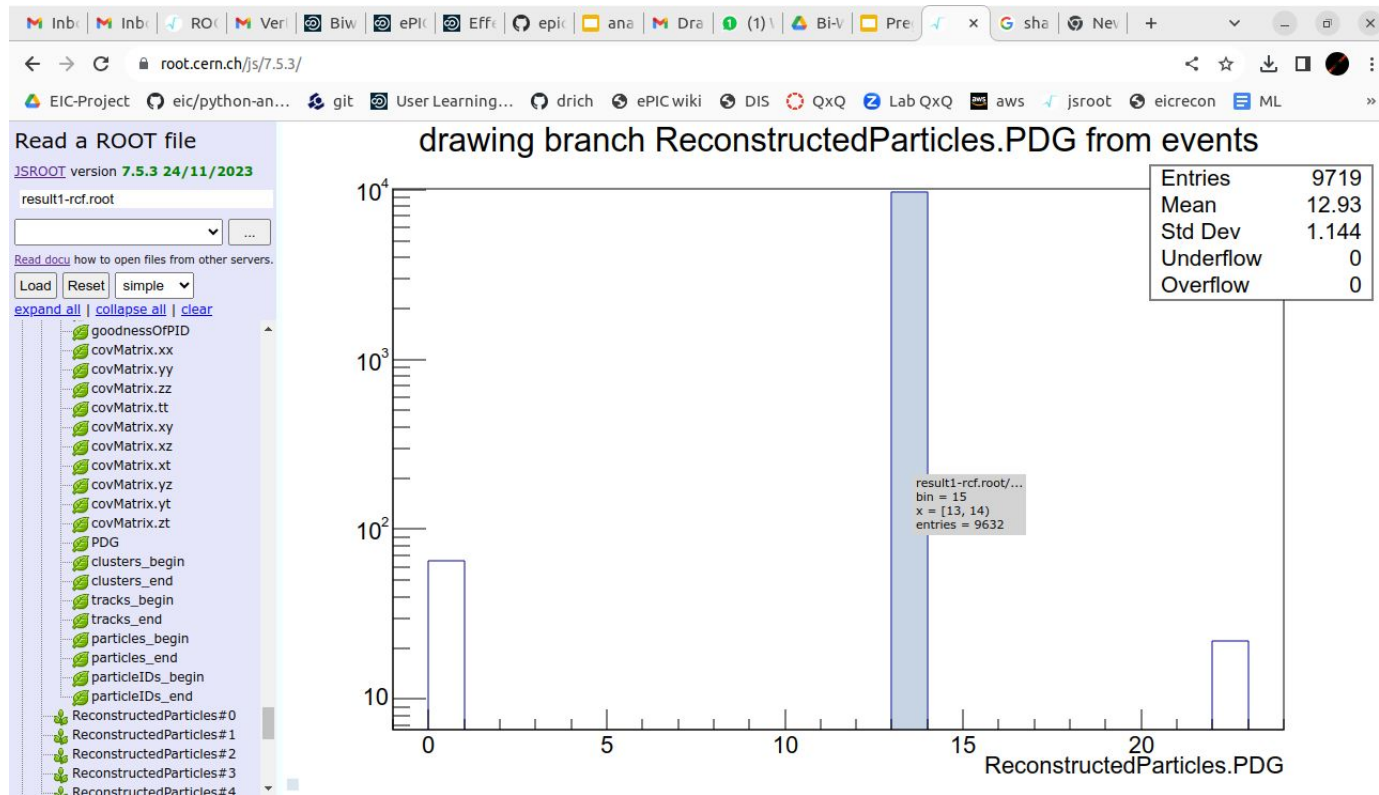 Inbo Inbo ROO Veri Biw ePIC Effe epic ana Dra (1) Bi-V Pre sha Nev
root.cern.ch/js/7.5.3/
EIC-Project eic/python-an... git User Learning... drich ePIC wiki DIS QxQ Lab QxQ aws jsroot eicrecon ML »
Read a ROOT file
JSROOT version 7.5.3 24/11/2023
result1-rcf.root
...
Read docu how to open files from other servers.
Load Reset simple
expand all | collapse all | clear
goodnessOfPID
covMatrix.xx
covMatrix.yy
covMatrix.zz
covMatrix.tt
covMatrix.xy
covMatrix.xz
covMatrix.xt
covMatrix.yz
covMatrix.yt
covMatrix.zt
PDG
clusters_begin
clusters_end
tracks_begin
tracks_end
particles_begin
particles_end
particleIDs_begin
particleIDs_end
ReconstructedParticles#0
ReconstructedParticles#1
ReconstructedParticles#2
ReconstructedParticles#3
ReconstructedParticles#4
drawing branch ReconstructedParticles.PDG from events
Entries 9719
Mean 12.93
Std Dev 1.144
Underflow 0
Overflow 0
10^4
10^3
10^2
10
result1-rcf.root/...
bin = 15
x = [13, 14)
entries = 9632
0 5 10 15 20
ReconstructedParticles.PDG